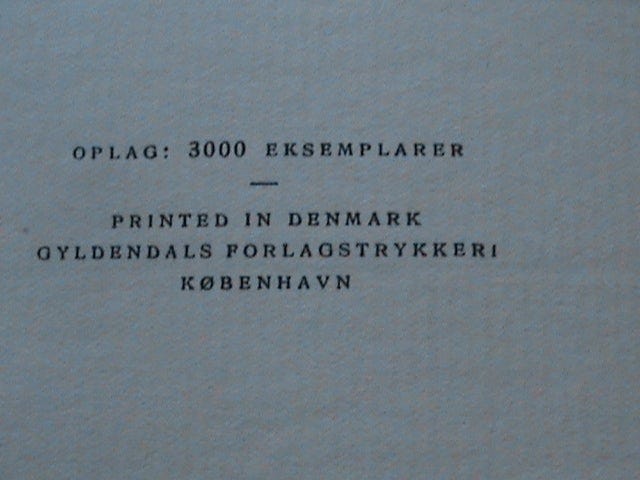 OPLAG: 3000 EKSEMPLARER
PRINTED IN DENMARK
GYLDENDALS FORLAGSTRYKKERI
KØBENHAVN